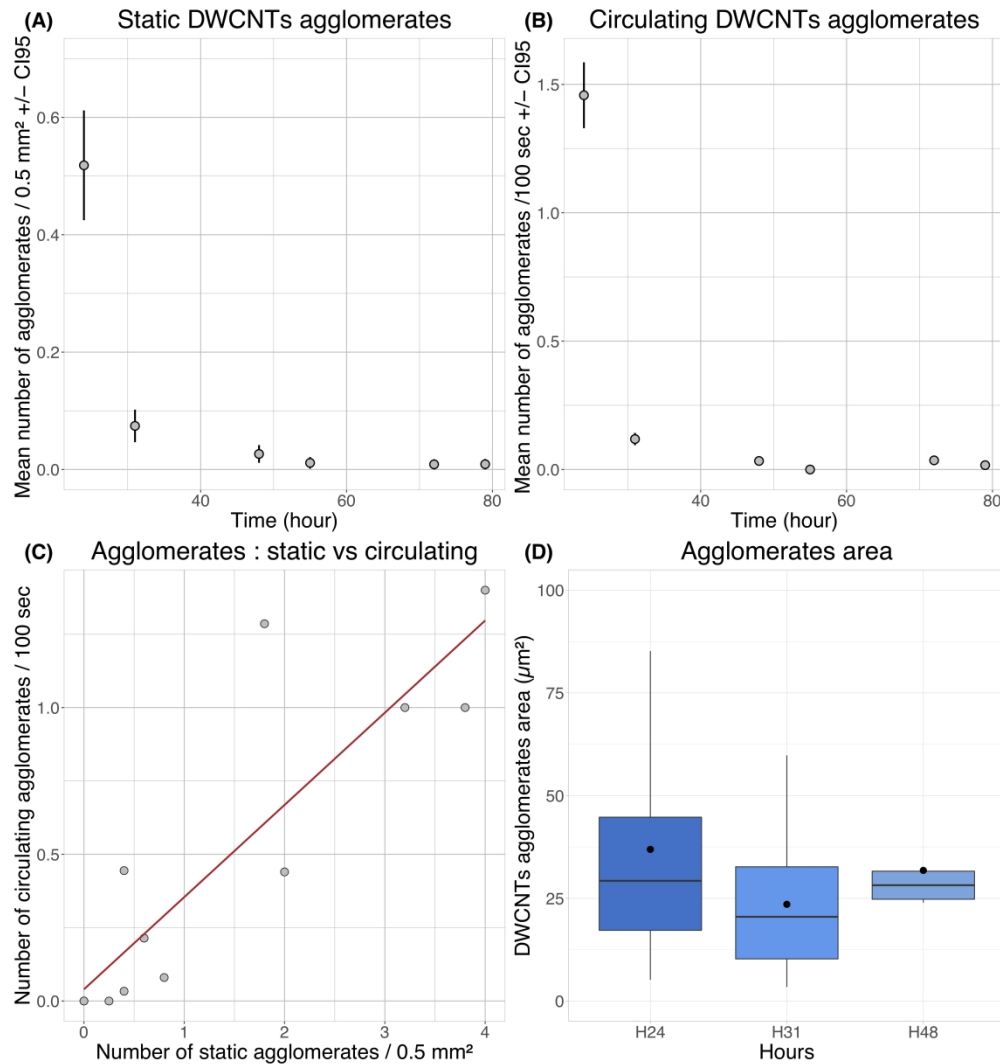 (A) Static DWCNTs agglomerates
Mean number of agglomerates / 0.5 mm² +/− CI95
0.6
0.4
0.2
0.0
40 60 80
Time (hour)
(B) Circulating DWCNTs agglomerates
Mean number of agglomerates /100 sec +/− CI95
1.5
1.0
0.5
0.0
40 60 80
Time (hour)
(C) Agglomerates : static vs circulating
Number of circulating agglomerates / 100 sec
1.0
0.5
0.0
0 1 2 3 4
Number of static agglomerates / 0.5 mm²
(D) Agglomerates area
DWCNTs agglomerates area (µm²)
100
75
50
25
0
H24 H31 H48
Hours